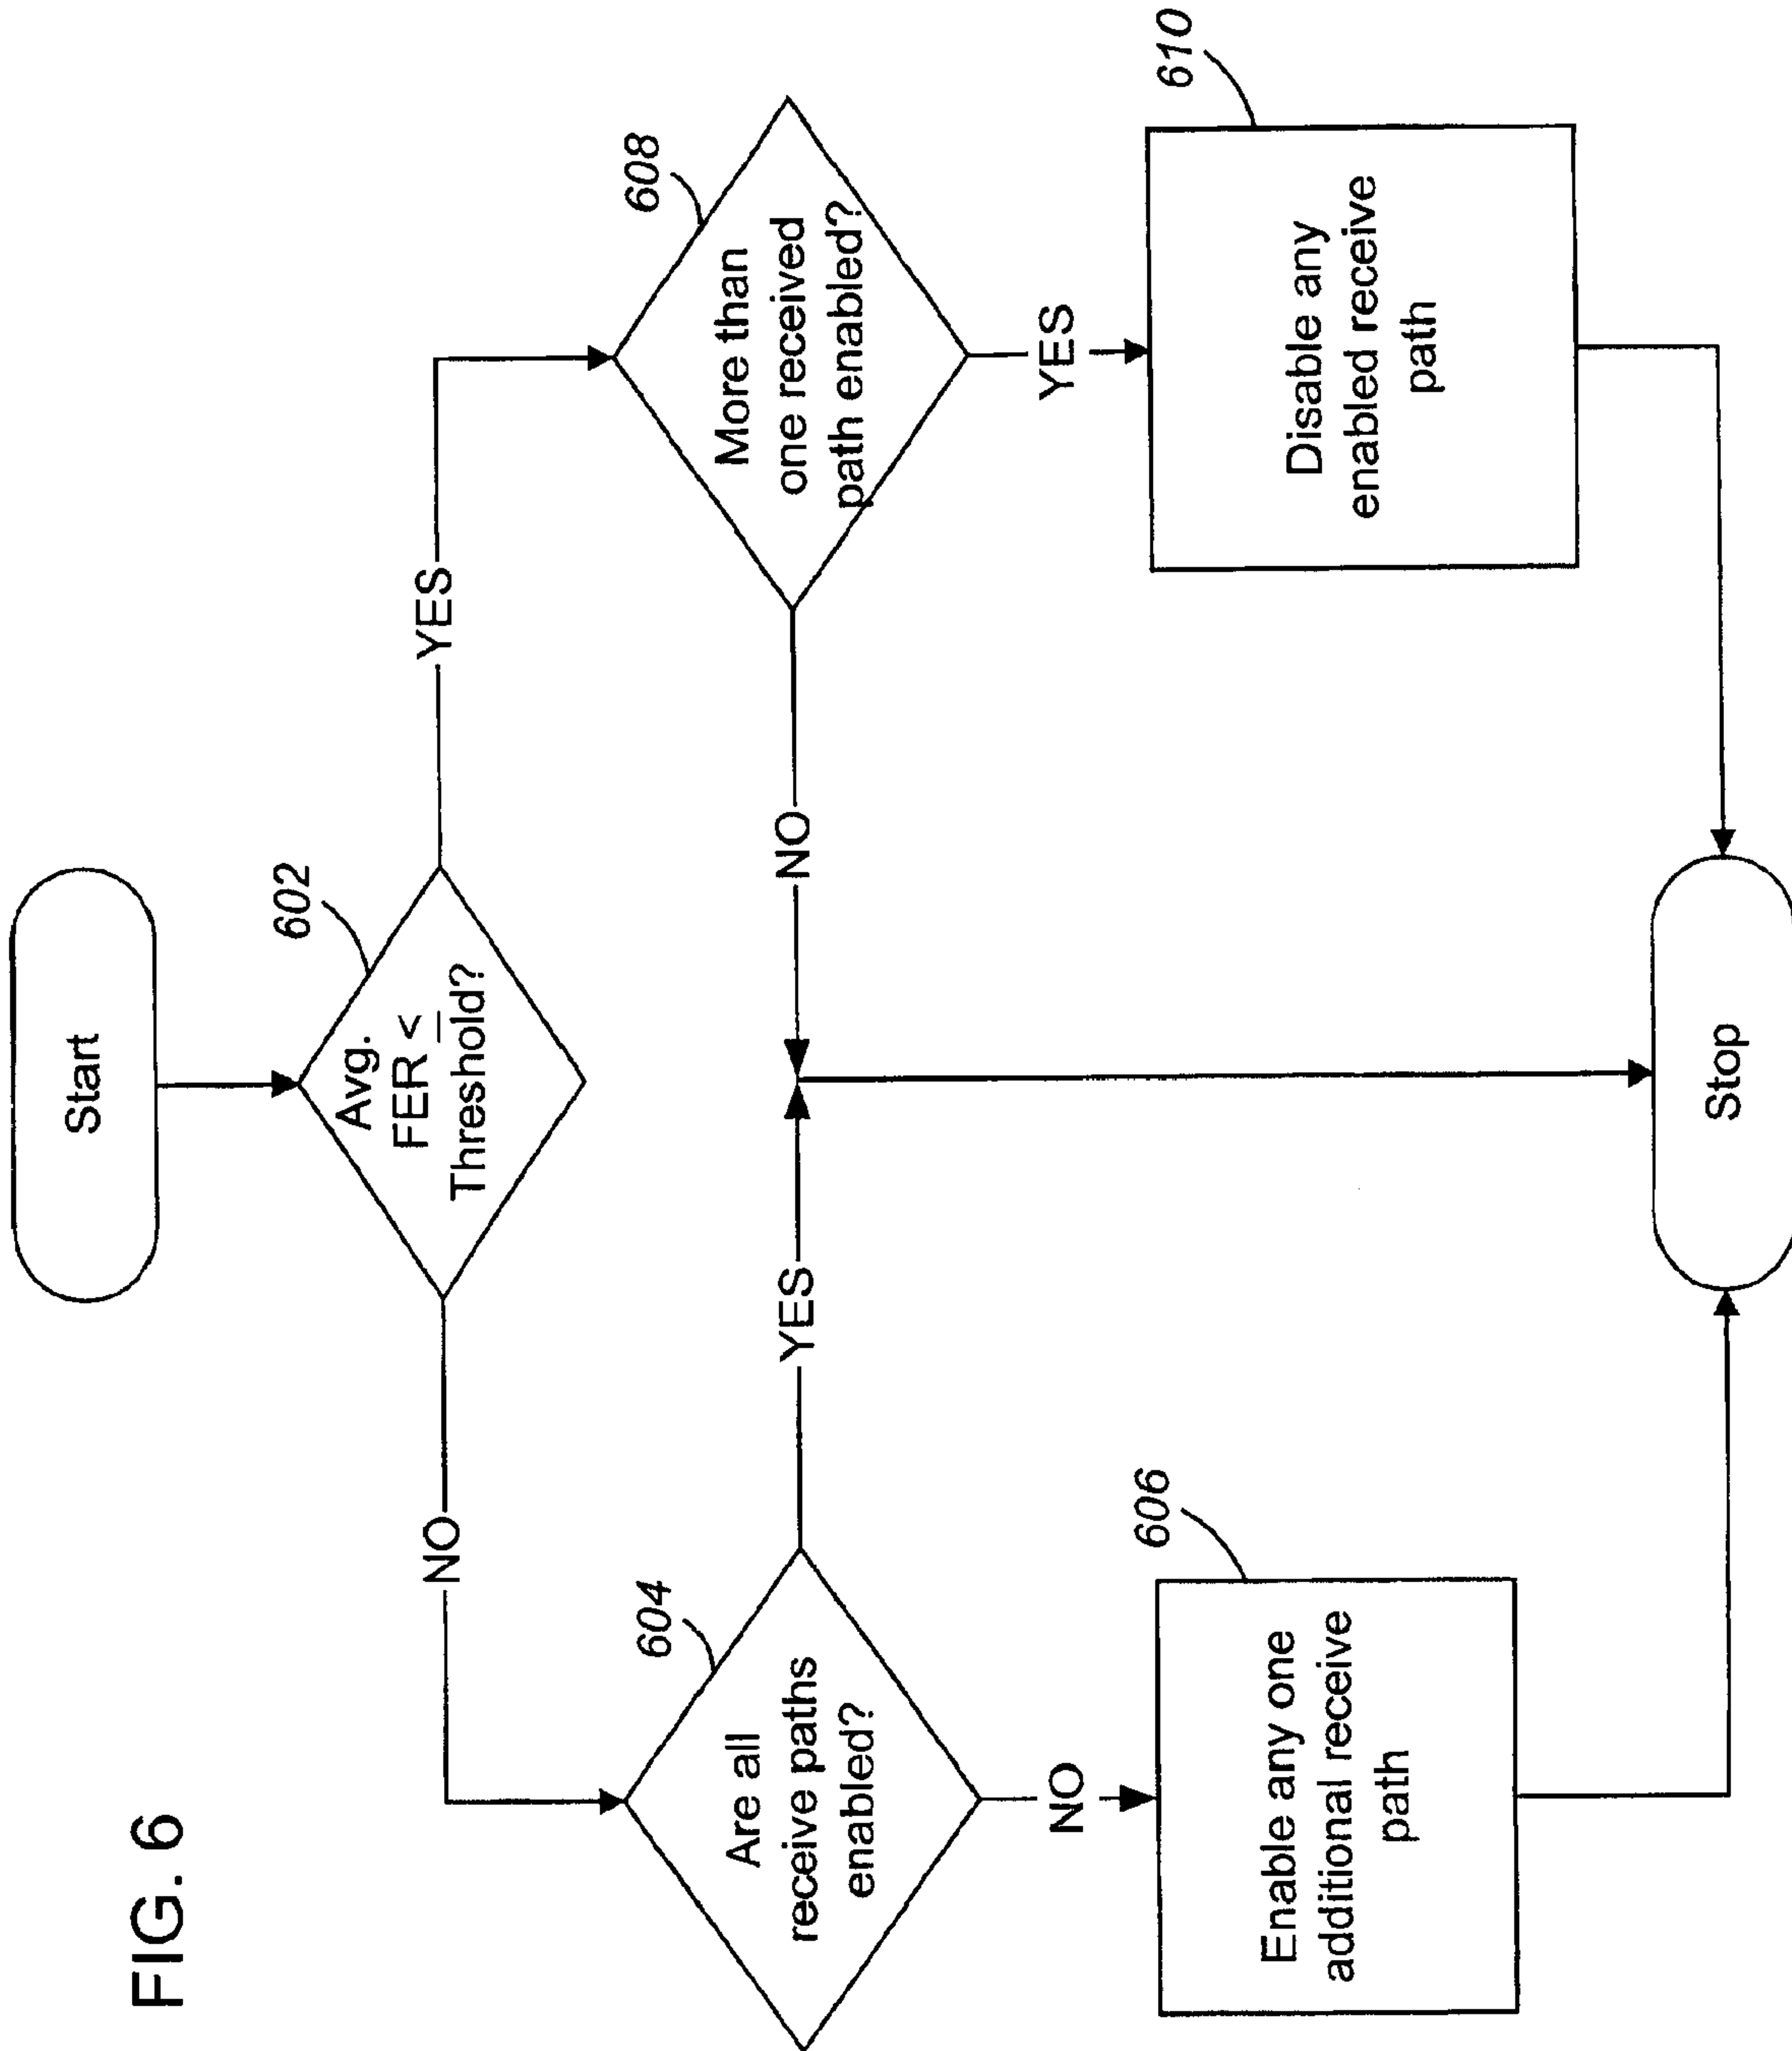 FIG. 6
Start
602
Avg.
FER ≤
Threshold?
NO
YES
604
Are all
receive paths
enabled?
YES
NO
608
More than
one received
path enabled?
NO
YES
606
Enable any one
additional receive
path
610
Disable any
enabled receive
path
Stop